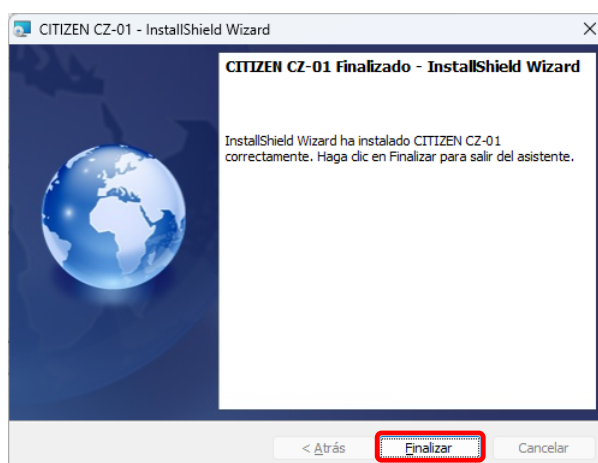 CITIZEN CZ-01 - InstallShield Wizard
CITIZEN CZ-01 Finalizado - InstallShield Wizard
InstallShield Wizard ha instalado CITIZEN CZ-01
correctamente. Haga clic en Finalizar para salir del asistente.
< Atrás Finalizar Cancelar